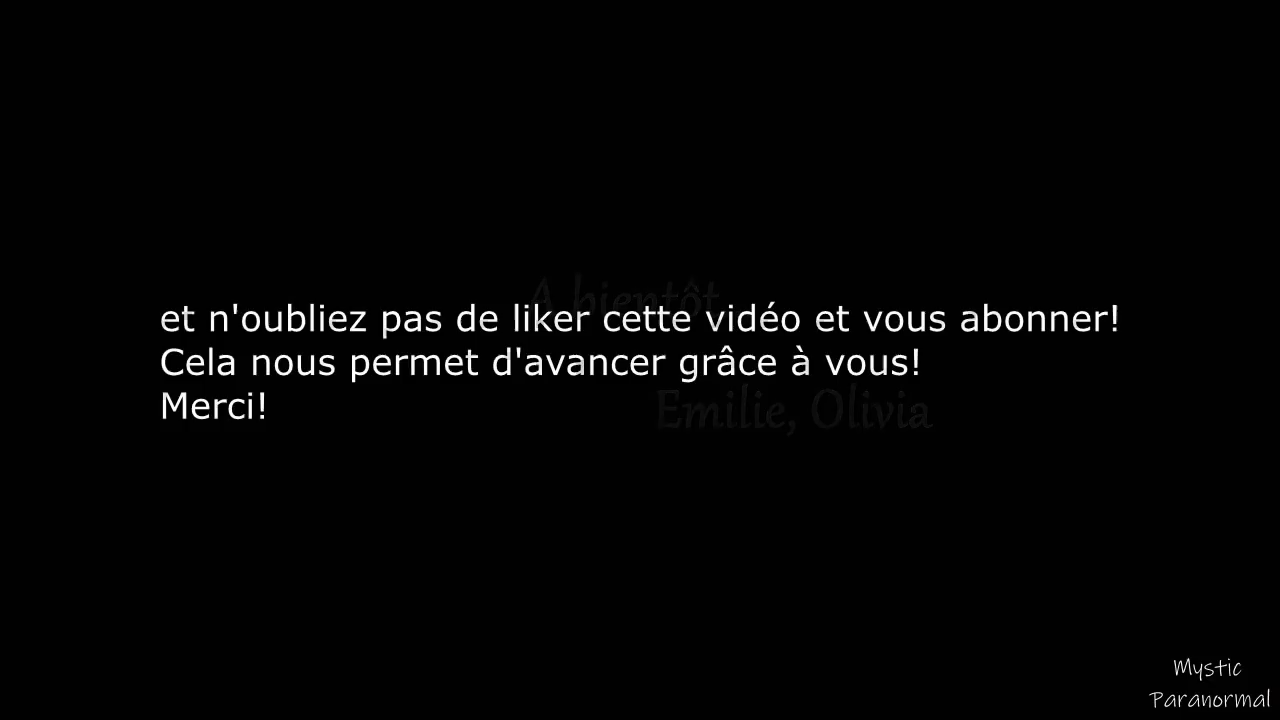 A bientôt
et n'oubliez pas de liker cette vidéo et vous abonner!
Cela nous permet d'avancer grâce à vous!
Merci!
Emilie, Olivia
Mystic
Paranormal